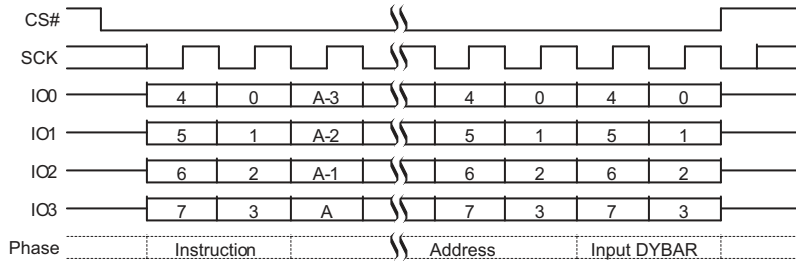 CS#
SCK
IO0 4 0 A-3 4 0 4 0
IO1 5 1 A-2 5 1 5 1
IO2 6 2 A-1 6 2 6 2
IO3 7 3 A 7 3 7 3
Phase Instruction Address Input DYBAR